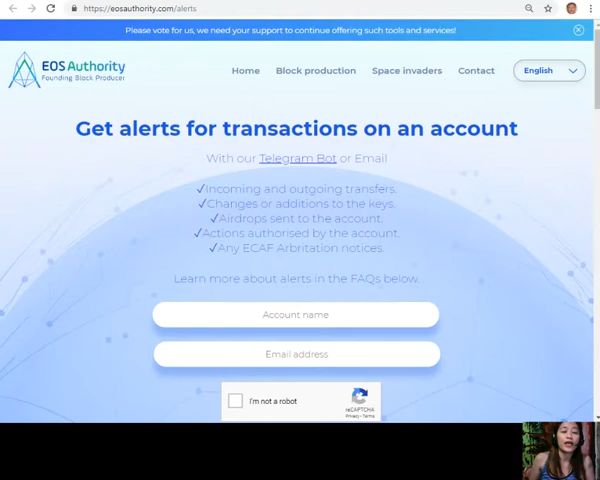 https://eosauthority.com/alerts
Please vote for us, we need your support to continue offering such tools and services!
EOS Authority
Founding Block Producer
Home
Block production
Space invaders
Contact
English
Get alerts for transactions on an account
With our Telegram Bot or Email
✓Incoming and outgoing transfers.
✓Changes or additions to the keys.
✓Airdrops sent to the account.
✓Actions authorised by the account.
✓Any ECAF Arbritation notices.
Learn more about alerts in the FAQs below.
Account name
Email address
I'm not a robot
reCAPTCHA
Privacy - Terms